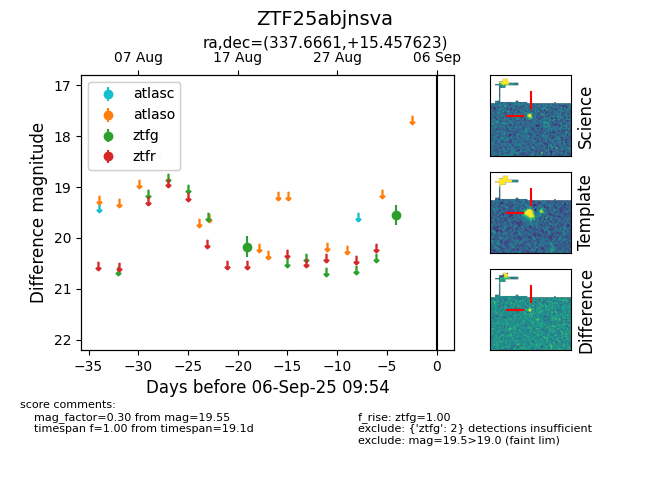 ZTF25abjnsva
ra,dec=(337.6661,+15.457623)
07 Aug 17 Aug 27 Aug 06 Sep
atlasc
atlaso
ztfg
ztfr
17
18
19
20
21
22
Difference magnitude
−35 −30 −25 −20 −15 −10 −5 0
Days before 06-Sep-25 09:54
Science
Template
Difference
score comments:
mag_factor=0.30 from mag=19.55
timespan f=1.00 from timespan=19.1d
f_rise: ztfg=1.00
exclude: {'ztfg': 2} detections insufficient
exclude: mag=19.5>19.0 (faint lim)